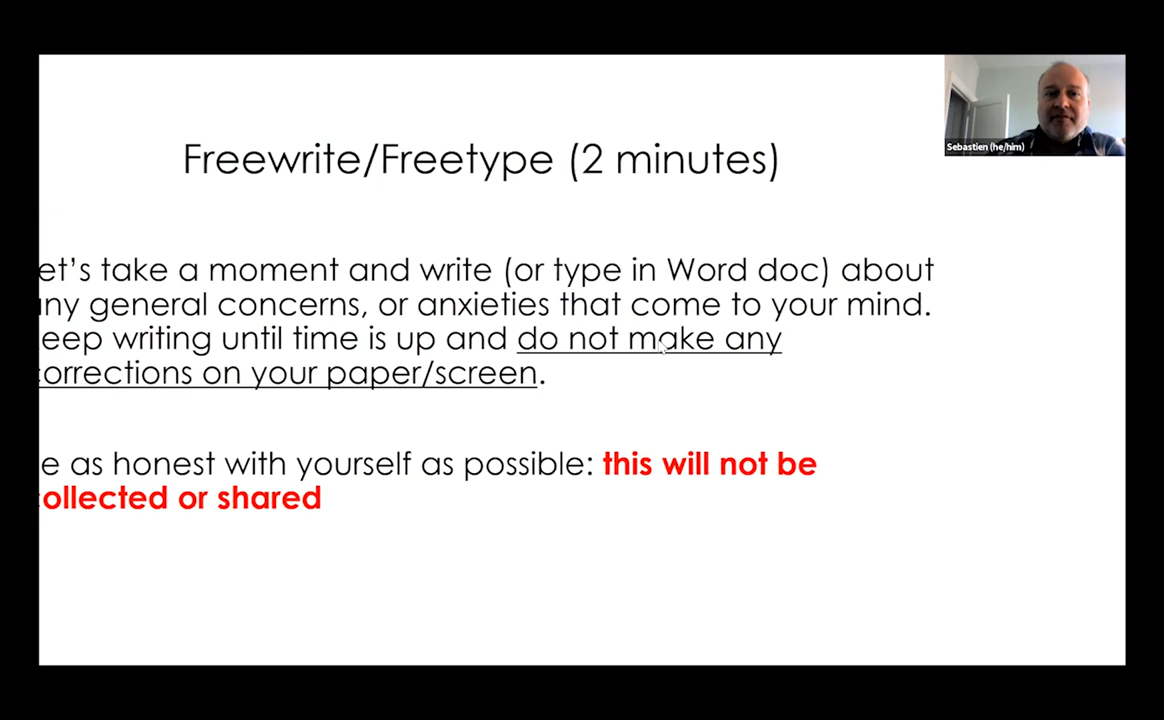 Sebastien (he/him)
Freewrite/Freetype (2 minutes)
et's take a moment and write (or type in Word doc) about
ny general concerns, or anxieties that come to your mind.
eep writing until time is up and do not make any
orrections on your paper/screen.
e as honest with yourself as possible: this will not be
ollected or shared